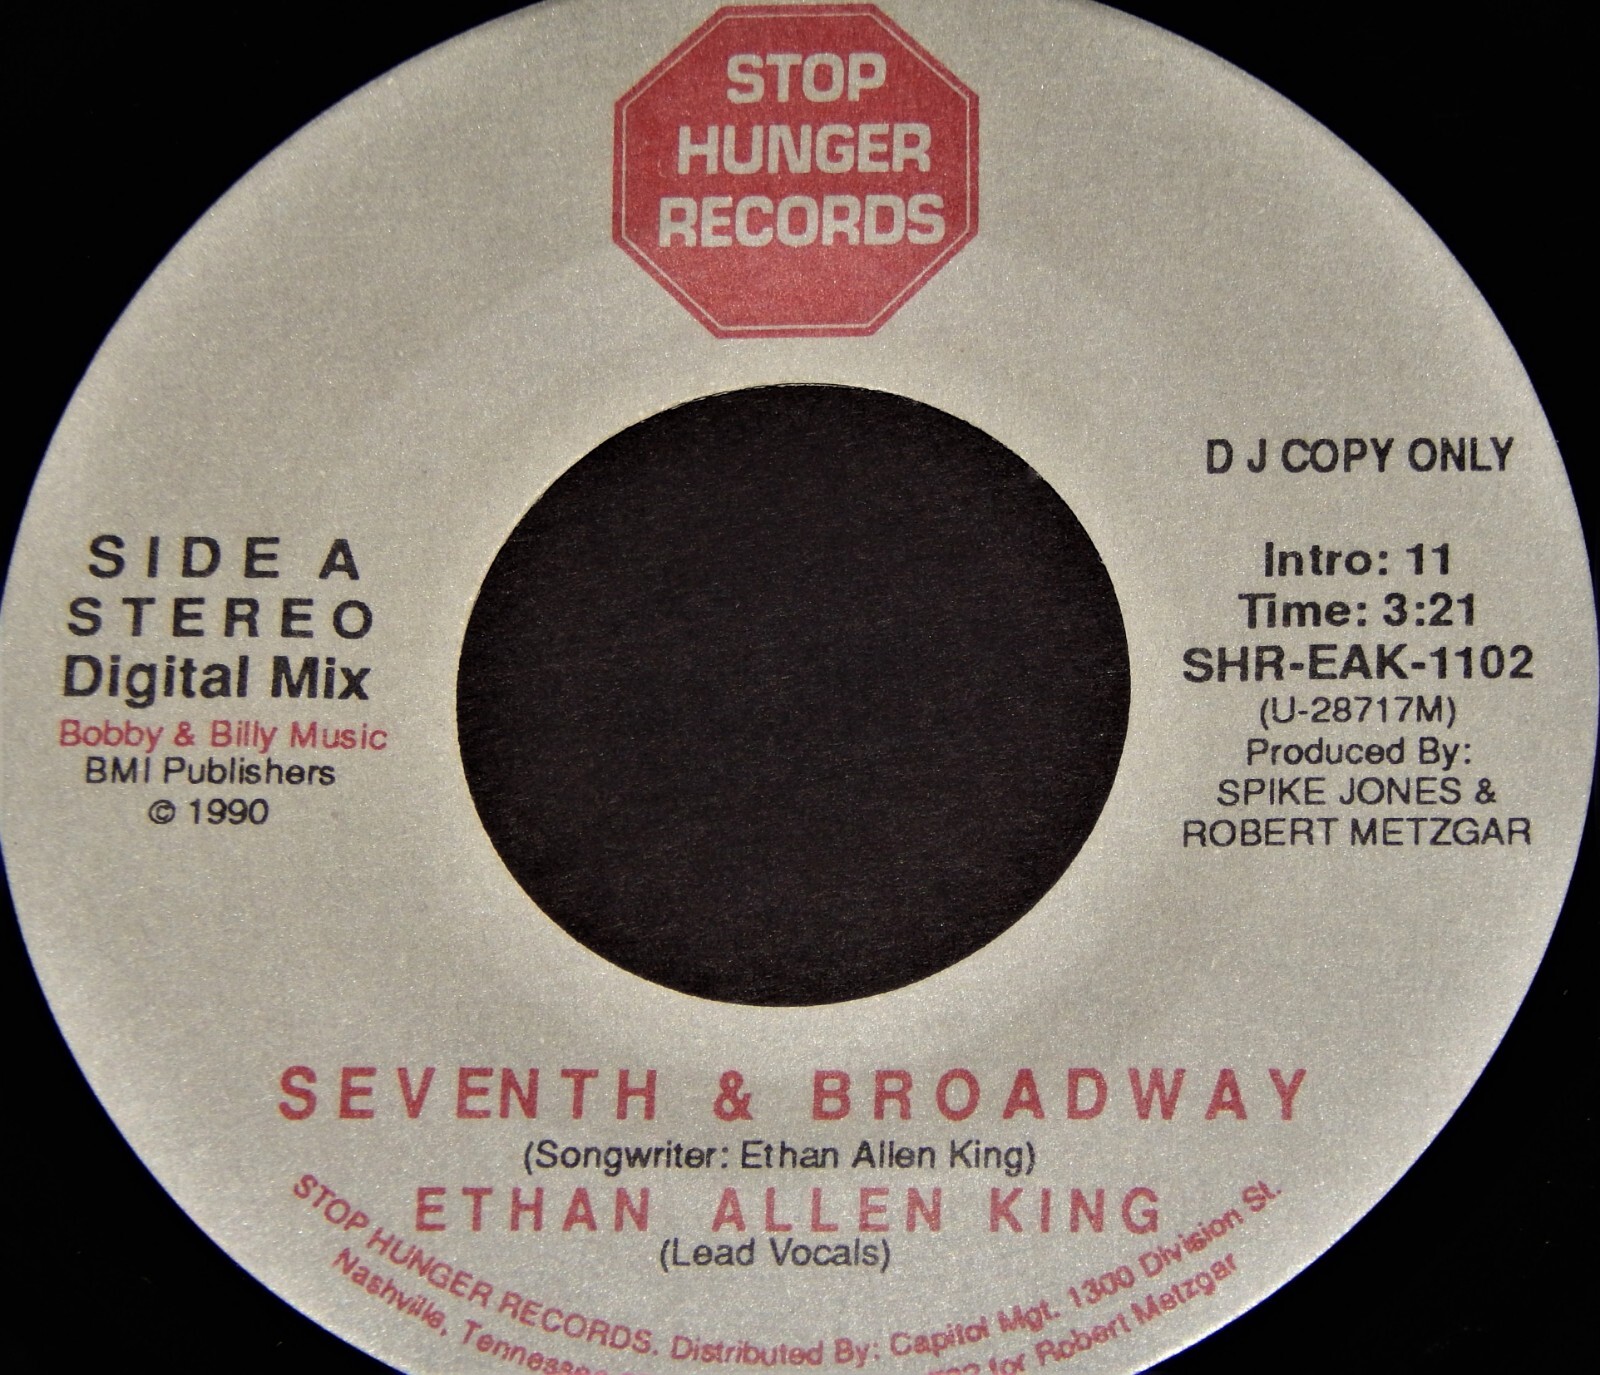 STOP
HUNGER
RECORDS
D J COPY ONLY
SIDE A
STEREO
Digital Mix
Bobby & Billy Music
BMI Publishers
© 1990
Intro: 11
Time: 3:21
SHR-EAK-1102
(U-28717M)
Produced By:
SPIKE JONES &
ROBERT METZGAR
SEVENTH & BROADWAY
(Songwriter: Ethan Allen King)
ETHAN ALLEN KING
(Lead Vocals)
STOP HUNGER RECORDS. Distributed By: Capitol Mgt. 1300 Division St.
Nashville, Tennessee for Robert Metzgar